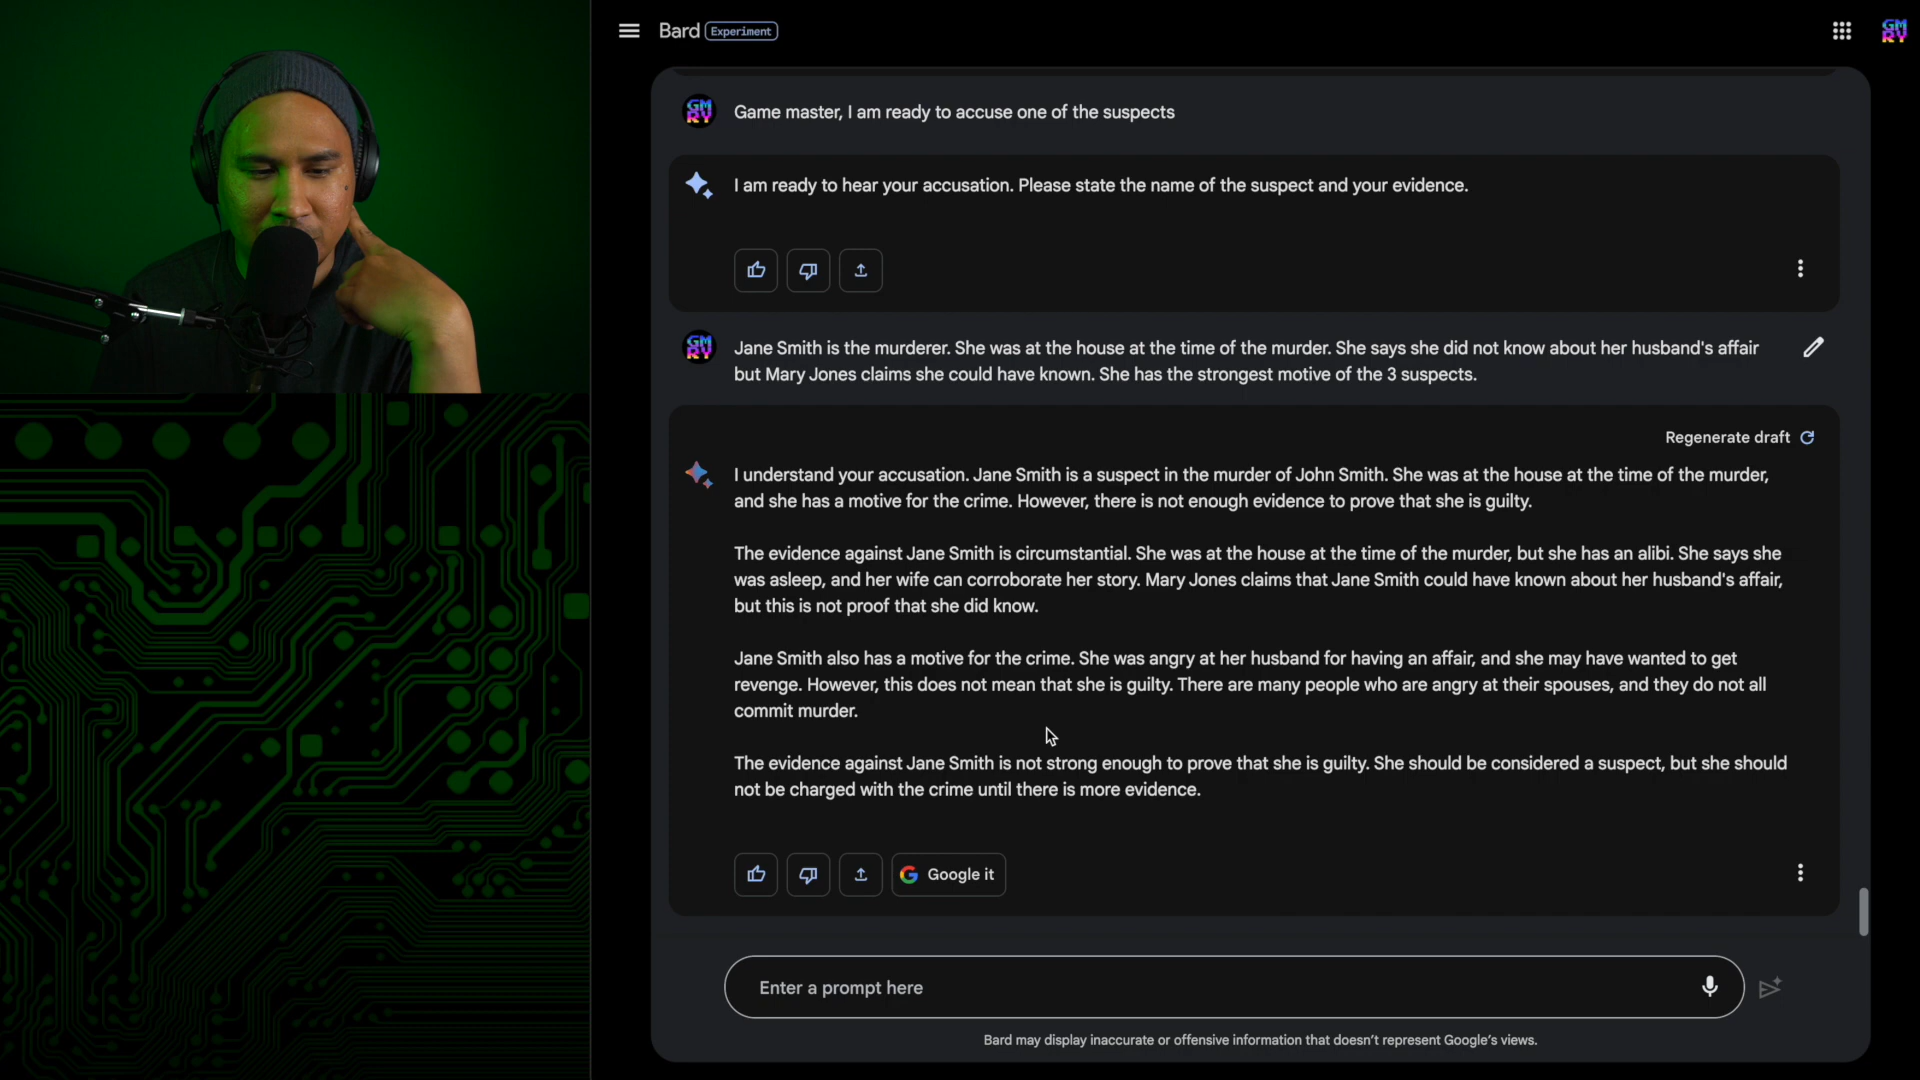 Bard Experiment
GM
RY
GM
RY
Game master, I am ready to accuse one of the suspects
I am ready to hear your accusation. Please state the name of the suspect and your evidence.
GM
RY
Jane Smith is the murderer. She was at the house at the time of the murder. She says she did not know about her husband's affair
but Mary Jones claims she could have known. She has the strongest motive of the 3 suspects.
Regenerate draft
I understand your accusation. Jane Smith is a suspect in the murder of John Smith. She was at the house at the time of the murder,
and she has a motive for the crime. However, there is not enough evidence to prove that she is guilty.
The evidence against Jane Smith is circumstantial. She was at the house at the time of the murder, but she has an alibi. She says she
was asleep, and her wife can corroborate her story. Mary Jones claims that Jane Smith could have known about her husband's affair,
but this is not proof that she did know.
Jane Smith also has a motive for the crime. She was angry at her husband for having an affair, and she may have wanted to get
revenge. However, this does not mean that she is guilty. There are many people who are angry at their spouses, and they do not all
commit murder.
The evidence against Jane Smith is not strong enough to prove that she is guilty. She should be considered a suspect, but she should
not be charged with the crime until there is more evidence.
Google it
Enter a prompt here
Bard may display inaccurate or offensive information that doesn't represent Google's views.